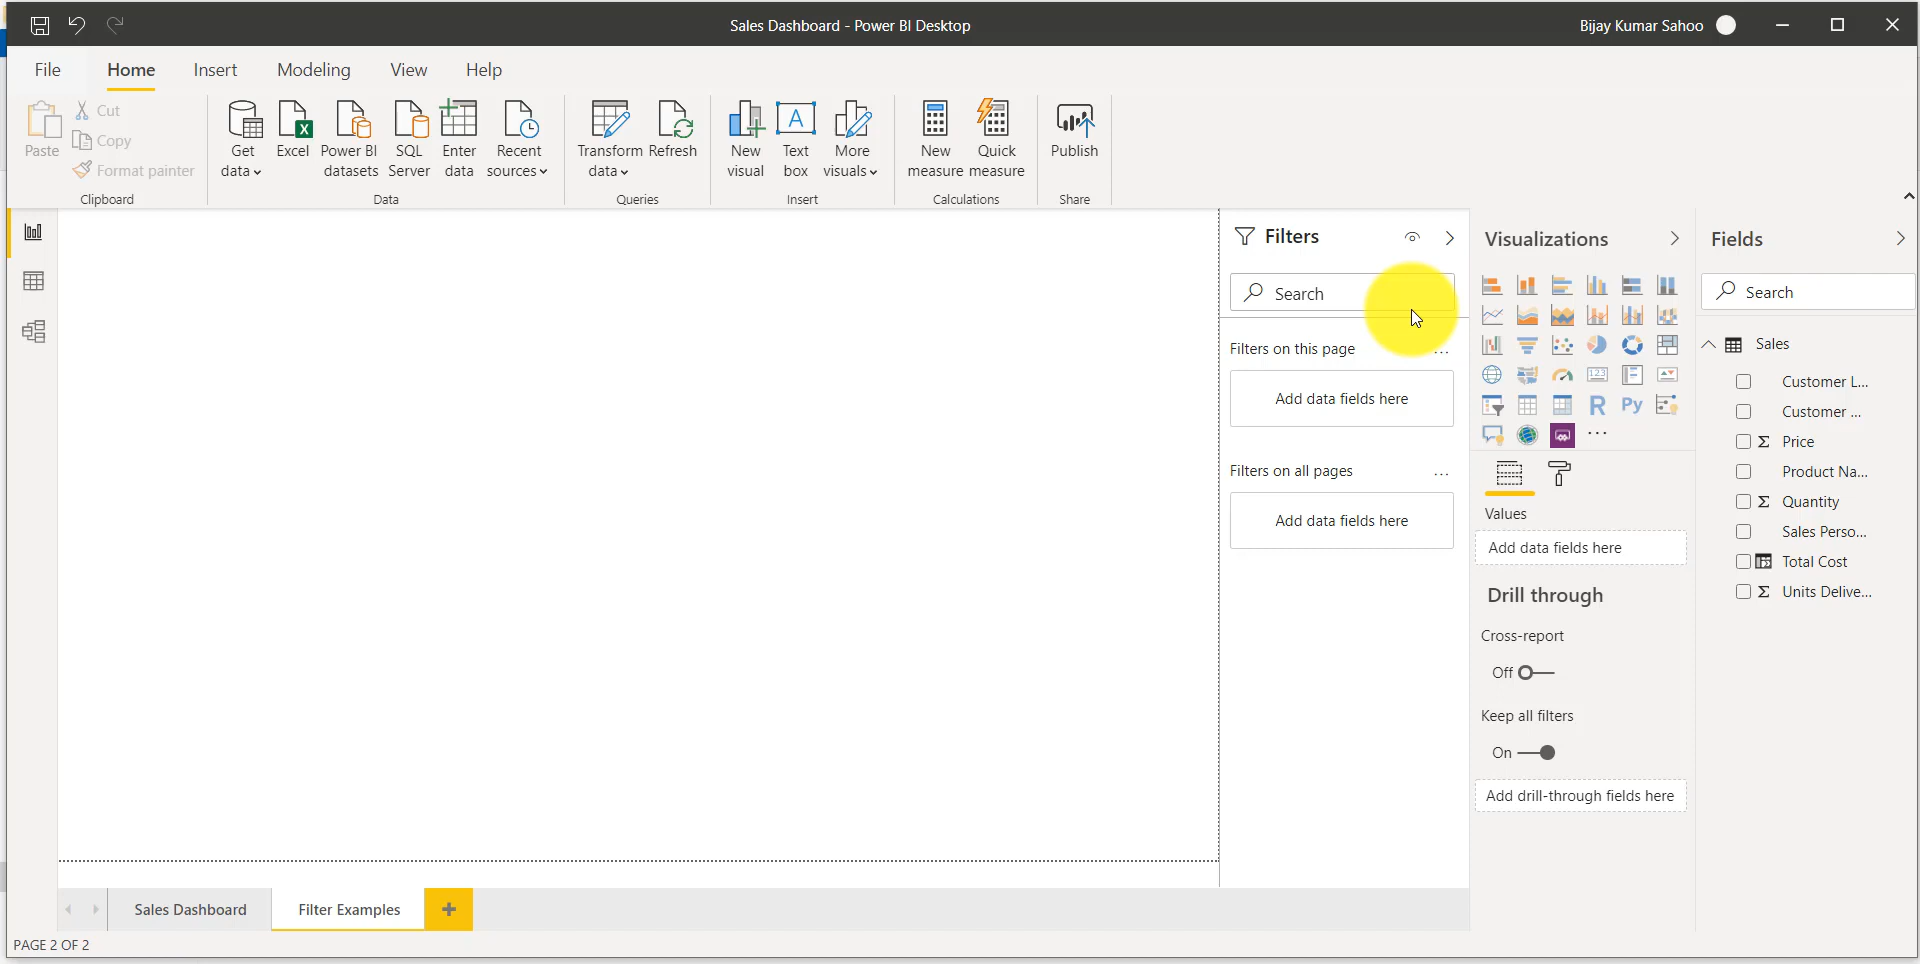 Sales Dashboard - Power BI Desktop
Bijay Kumar Sahoo
File
Home
Insert
Modeling
View
Help
Paste
Cut
Copy
Format painter
Clipboard
Get
data
Excel
Power BI
datasets
SQL
Server
Enter
data
Recent
sources
Data
Transform
data
Refresh
Queries
New
visual
A
Text
box
More
visuals
Insert
New
measure
Quick
measure
Calculations
Publish
Share
Filters
Search
Filters on this page
...
Add data fields here
Filters on all pages
...
Add data fields here
Visualizations
123
R
Py
...
Values
Add data fields here
Drill through
Cross-report
Off
Keep all filters
On
Add drill-through fields here
Fields
Search
Sales
Customer L...
Customer ...
Σ Price
Product Na...
Σ Quantity
Sales Perso...
Total Cost
Σ Units Delive...
Sales Dashboard
Filter Examples
+
PAGE 2 OF 2